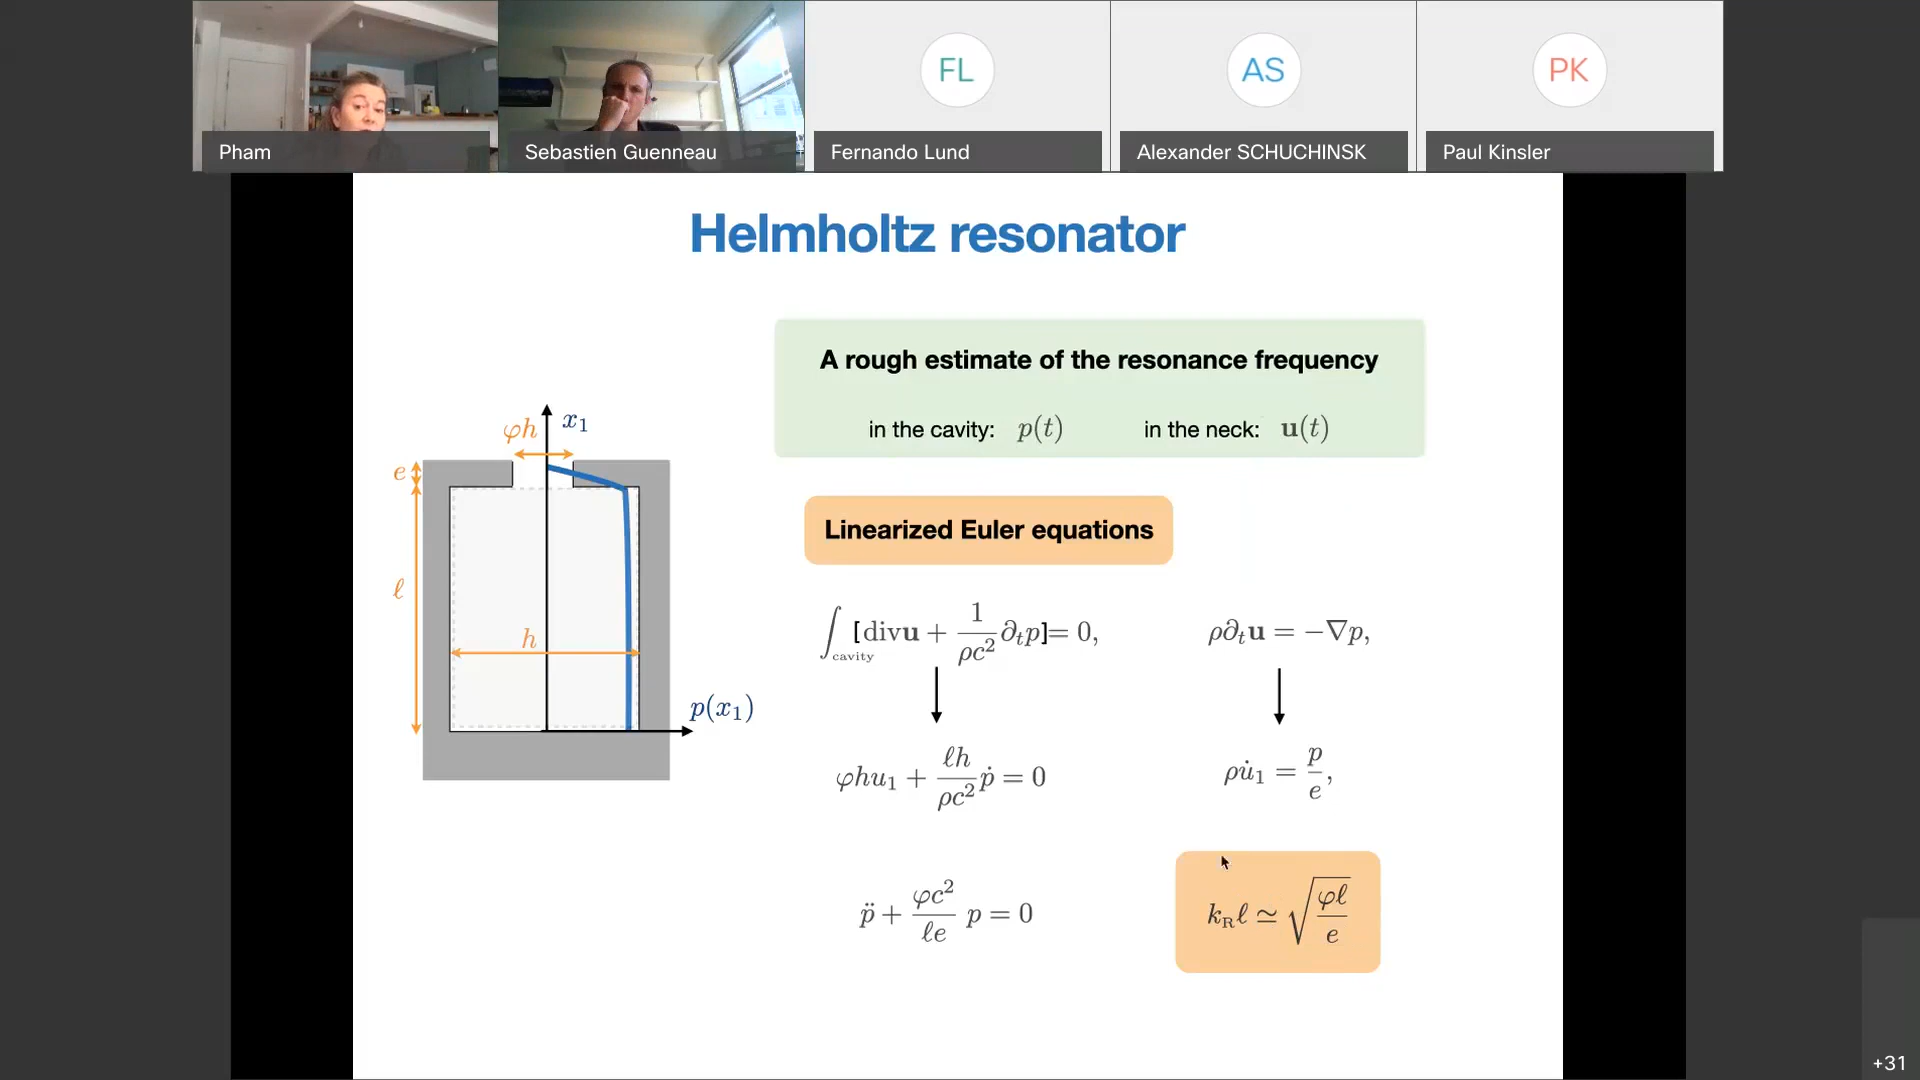 Pham
Sebastien Guenneau
FL
Fernando Lund
AS
Alexander SCHUCHINSK
PK
Paul Kinsler
Helmholtz resonator
A rough estimate of the resonance frequency
in the cavity: p(t) in the neck: u(t)
Linearized Euler equations
∫cavity [divu + 1/ρc² ∂ₜp]= 0, ρ∂ₜu = −∇p,
φhu₁ + ℓh/ρc² ṗ = 0 ρu̇₁ = p/e,
p̈ + φc²/ℓe p = 0 k_R ℓ ≃ √(φℓ/e)
φh x₁
e
ℓ
h
p(x₁)
+31